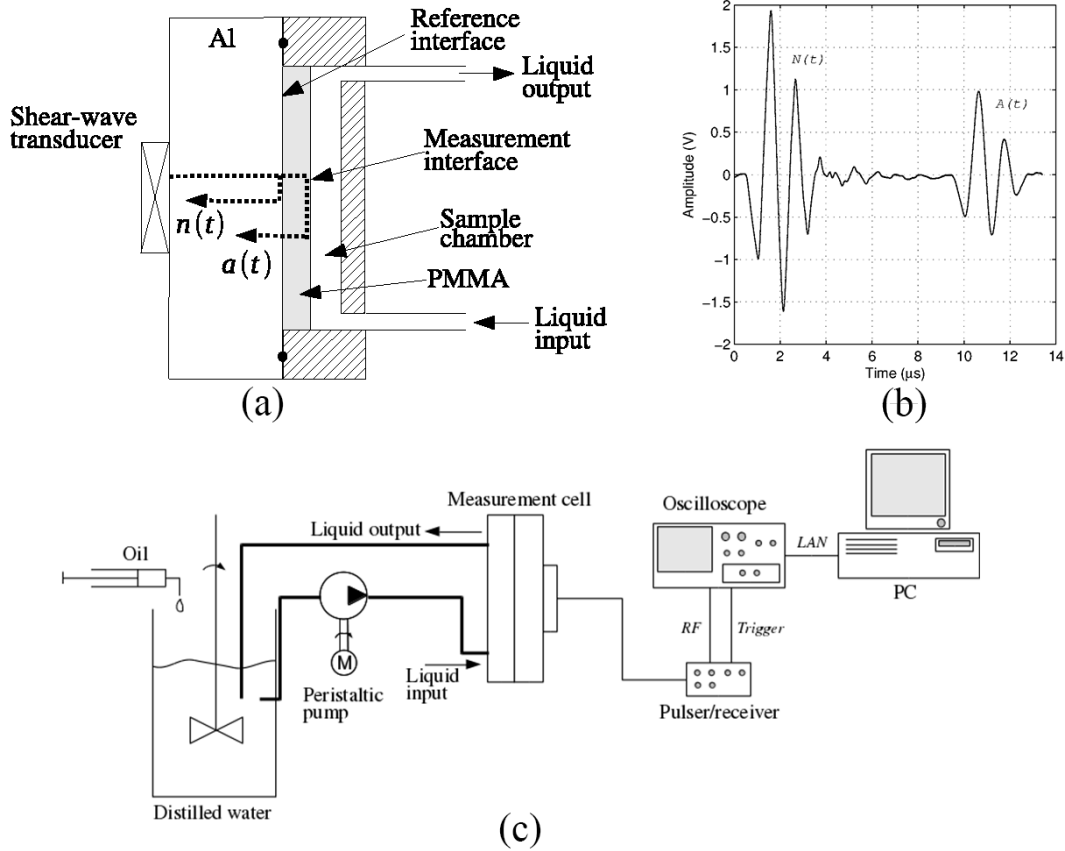 Al
Reference
interface
Liquid
output
Shear-wave
transducer
Measurement
interface
n(t)
a(t)
Sample
chamber
PMMA
Liquid
input
(a)
2
1.5
1
0.5
0
-0.5
-1
-1.5
-2
Amplitude (V)
N(t)
A(t)
0 2 4 6 8 10 12 14
Time (μs)
(b)
Measurement cell
Liquid output
Oscilloscope
Oil
LAN
PC
RF
Trigger
M
Liquid
input
Peristaltic
pump
Pulser/receiver
Distilled water
(c)